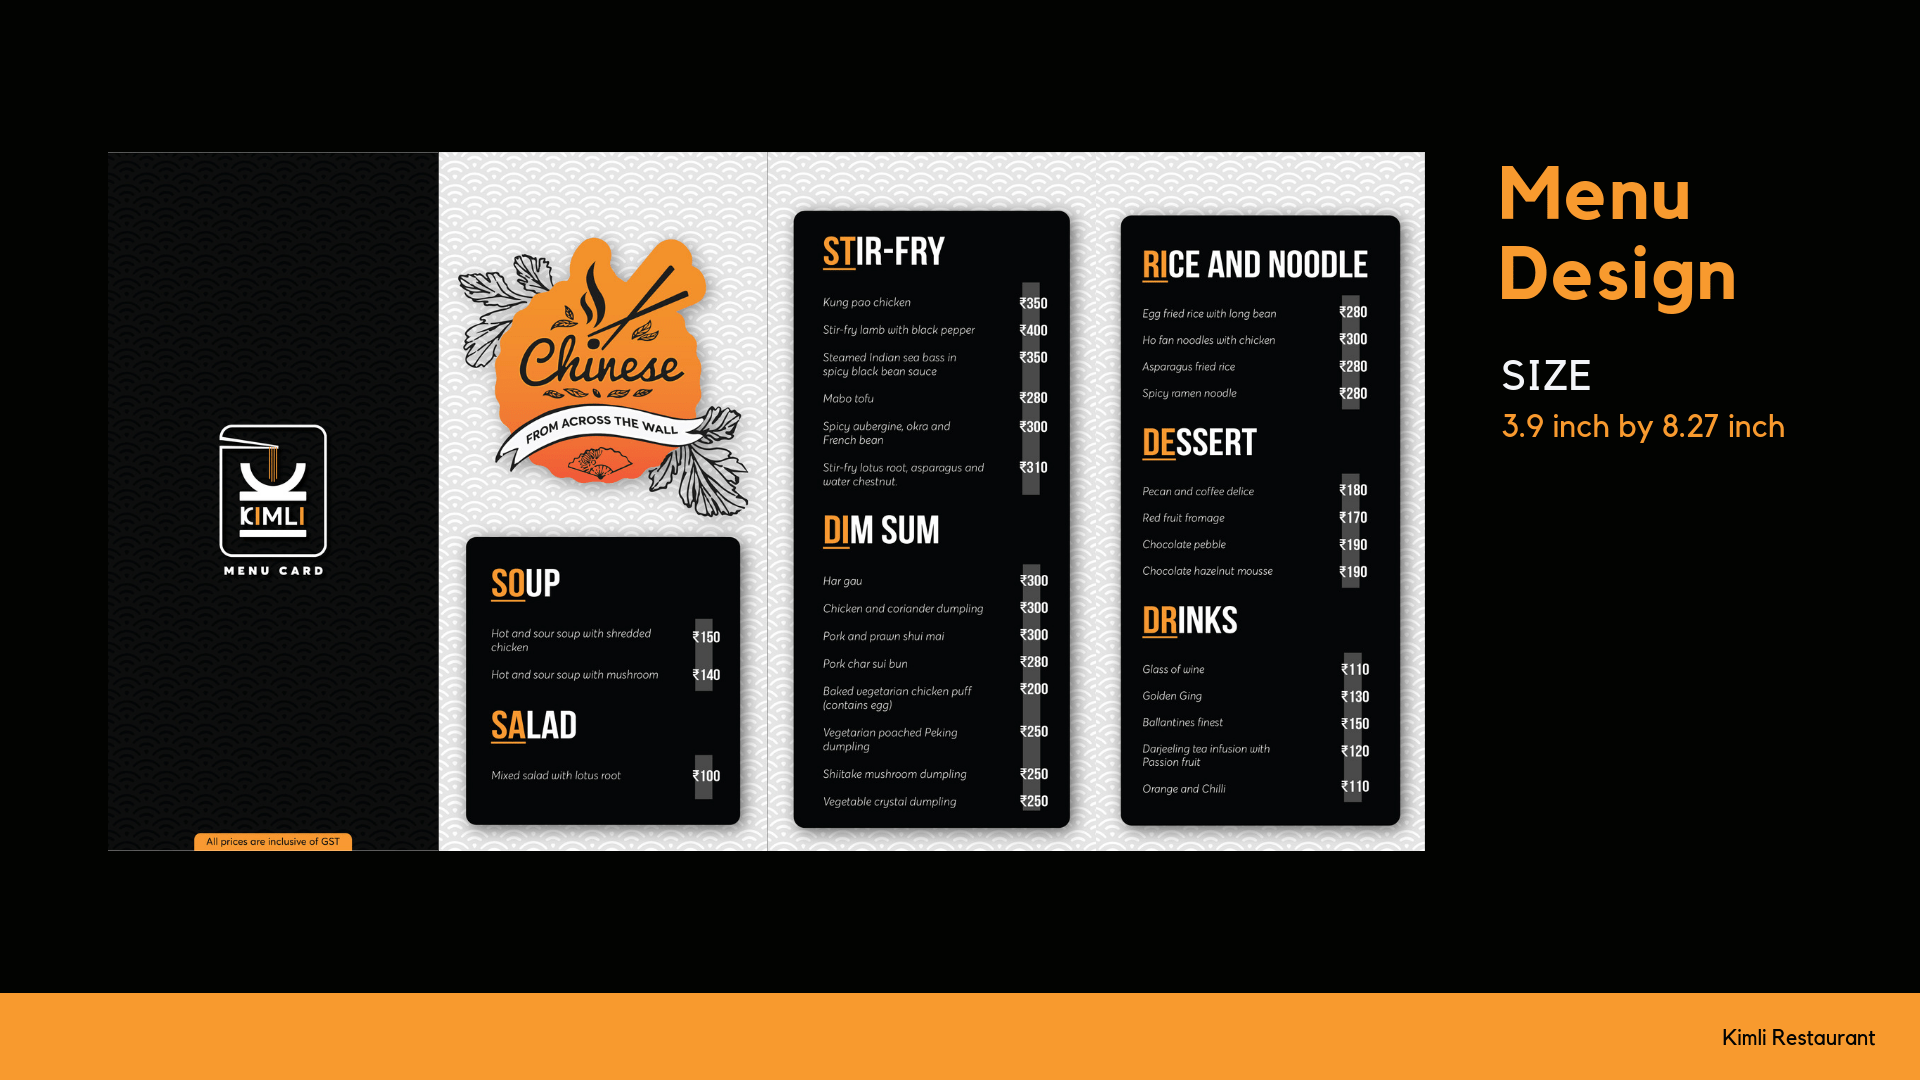 KIMLI
MENU CARD
All prices are inclusive of GST
Chinese
FROM ACROSS THE WALL
SOUP
Hot and sour soup with shredded
chicken
₹150
Hot and sour soup with mushroom ₹140
SALAD
Mixed salad with lotus root ₹100
STIR-FRY
Kung pao chicken ₹350
Stir-fry lamb with black pepper ₹400
Steamed Indian sea bass in ₹350
spicy black bean sauce
Mabo tofu ₹280
Spicy aubergine, okra and ₹300
French bean
Stir-fry lotus root, asparagus and ₹310
water chestnut.
DIM SUM
Har gau ₹300
Chicken and coriander dumpling ₹300
Pork and prawn shui mai ₹300
Pork char sui bun ₹280
Baked vegetarian chicken puff ₹200
(contains egg)
Vegetarian poached Peking ₹250
dumpling
Shiitake mushroom dumpling ₹250
Vegetable crystal dumpling ₹250
RICE AND NOODLE
Egg fried rice with long bean ₹280
Ho fan noodles with chicken ₹300
Asparagus fried rice ₹280
Spicy ramen noodle ₹280
DESSERT
Pecan and coffee delice ₹180
Red fruit fromage ₹170
Chocolate pebble ₹190
Chocolate hazelnut mousse ₹190
DRINKS
Glass of wine ₹110
Golden Ging ₹130
Ballantines finest ₹150
Darjeeling tea infusion with ₹120
Passion fruit
Orange and Chilli ₹110
Menu
Design
SIZE
3.9 inch by 8.27 inch
Kimli Restaurant